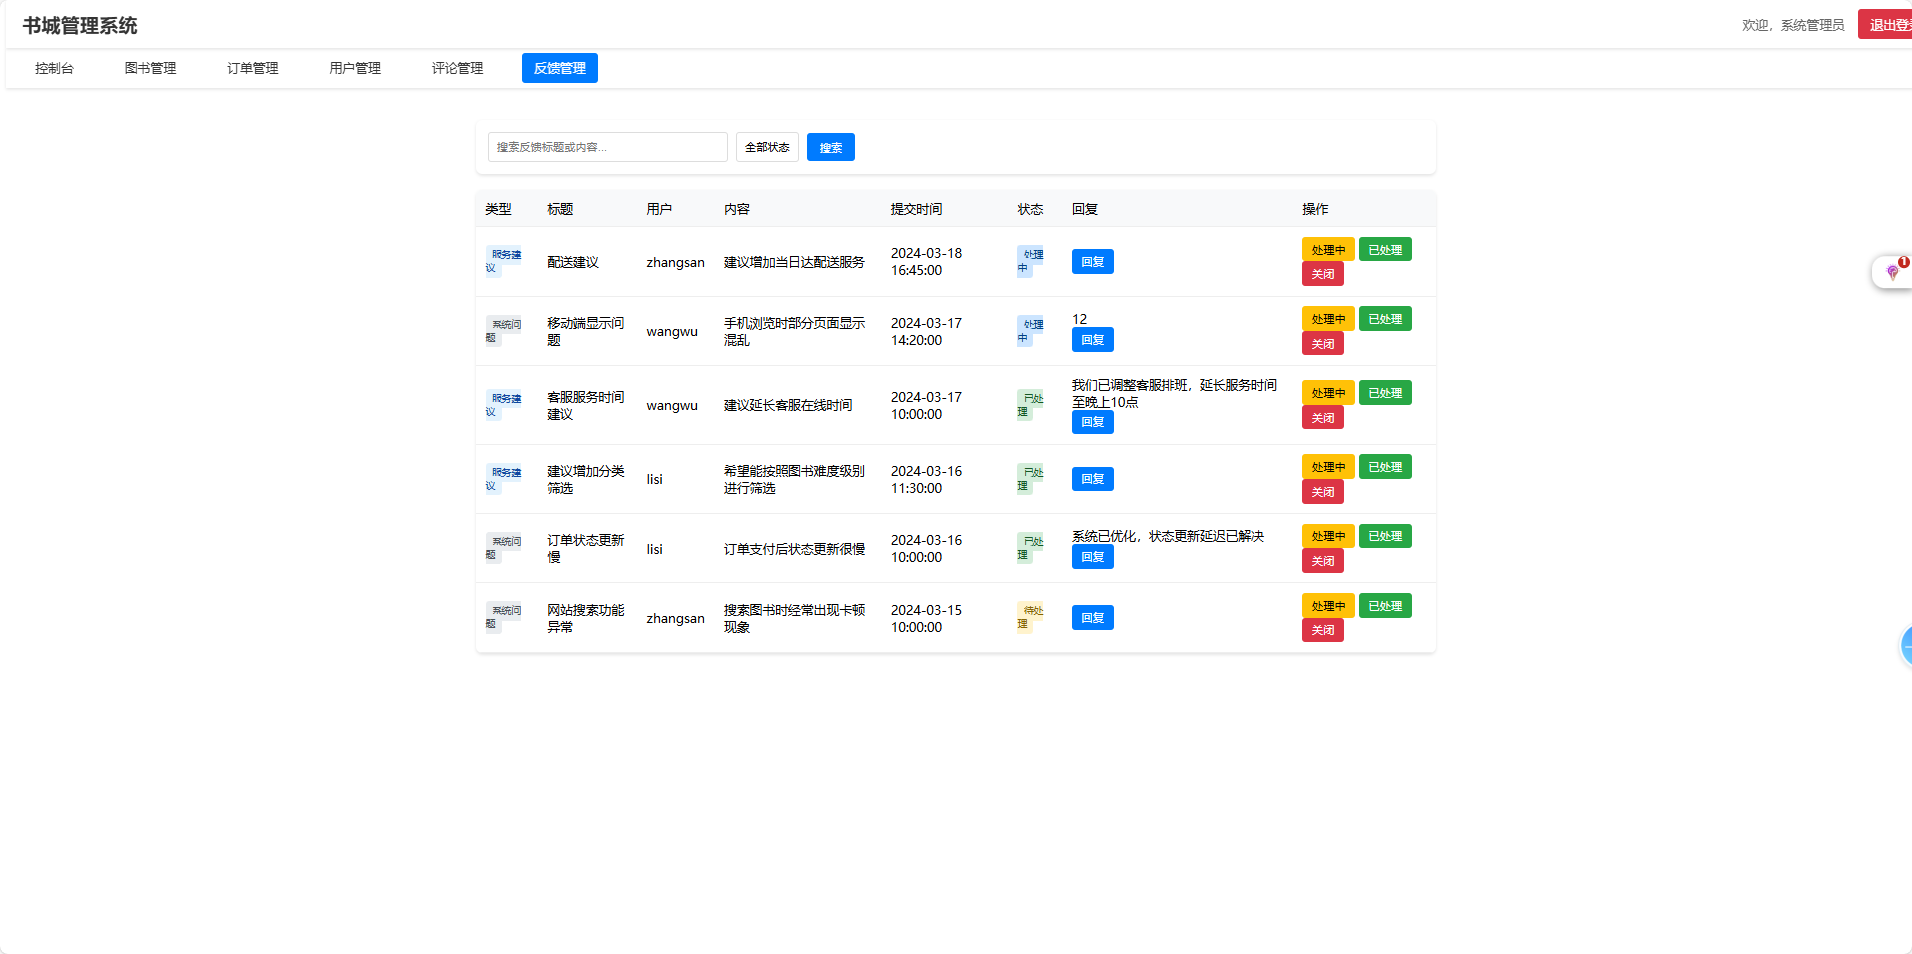 书城管理系统
欢迎，系统管理员
退出登
控制台 图书管理 订单管理 用户管理 评论管理 反馈管理
搜索反馈标题或内容... 全部状态 搜索
类型 标题 用户 内容 提交时间 状态 回复 操作
服务建
议
配送建议
zhangsan
建议增加当日达配送服务
2024-03-18
16:45:00
处理
中
回复
处理中 已处理
关闭
系统问
题
移动端显示问
题
wangwu
手机浏览时部分页面显示
混乱
2024-03-17
14:20:00
处理
中
12
回复
处理中 已处理
关闭
服务建
议
客服服务时间
建议
wangwu
建议延长客服在线时间
2024-03-17
10:00:00
已处
理
我们已调整客服排班，延长服务时间
至晚上10点
回复
处理中 已处理
关闭
服务建
议
建议增加分类
筛选
lisi
希望能按照图书难度级别
进行筛选
2024-03-16
11:30:00
已处
理
回复
处理中 已处理
关闭
系统问
题
订单状态更新
慢
lisi
订单支付后状态更新很慢
2024-03-16
10:00:00
已处
理
系统已优化，状态更新延迟已解决
回复
处理中 已处理
关闭
系统问
题
网站搜索功能
异常
zhangsan
搜索图书时经常出现卡顿
现象
2024-03-15
10:00:00
待处
理
回复
处理中 已处理
关闭
1